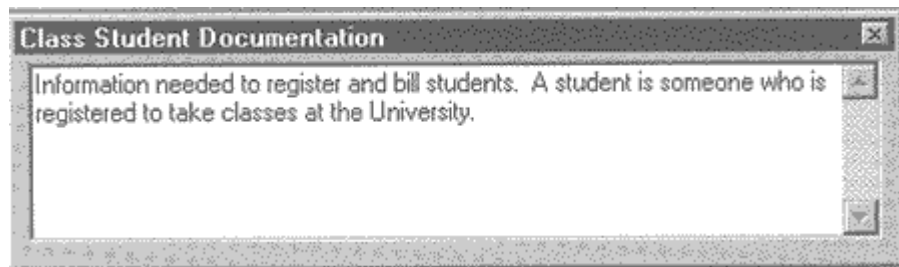 Class Student Documentation
Information needed to register and bill students.  A student is someone who is
registered to take classes at the University.